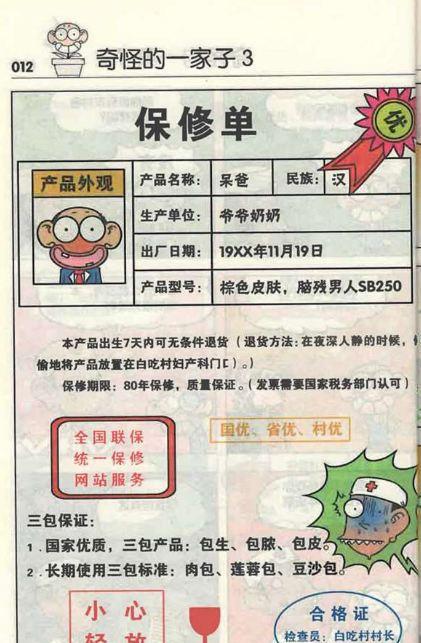 012 奇怪的一家子3
保修单
优
产品外观 产品名称: 呆爸 民族: 汉
生产单位: 爷爷奶奶
出厂日期: 19XX年11月19日
产品型号: 棕色皮肤，脑残男人SB250
本产品出生7天内可无条件退货（退货方法:在夜深人静的时候，
偷地将产品放置在白吃村妇产科门口）。)
保修期限：80年保修，质量保证。(发票需要国家税务部门认可)
全国联保
统一保修
网站服务
国优、省优、村优
三包保证:
1.国家优质，三包产品：包生、包脓、包皮。
2.长期使用三包标准：肉包、莲蓉包、豆沙包。
小心
轻放
合格证
检查员：白吃村村长